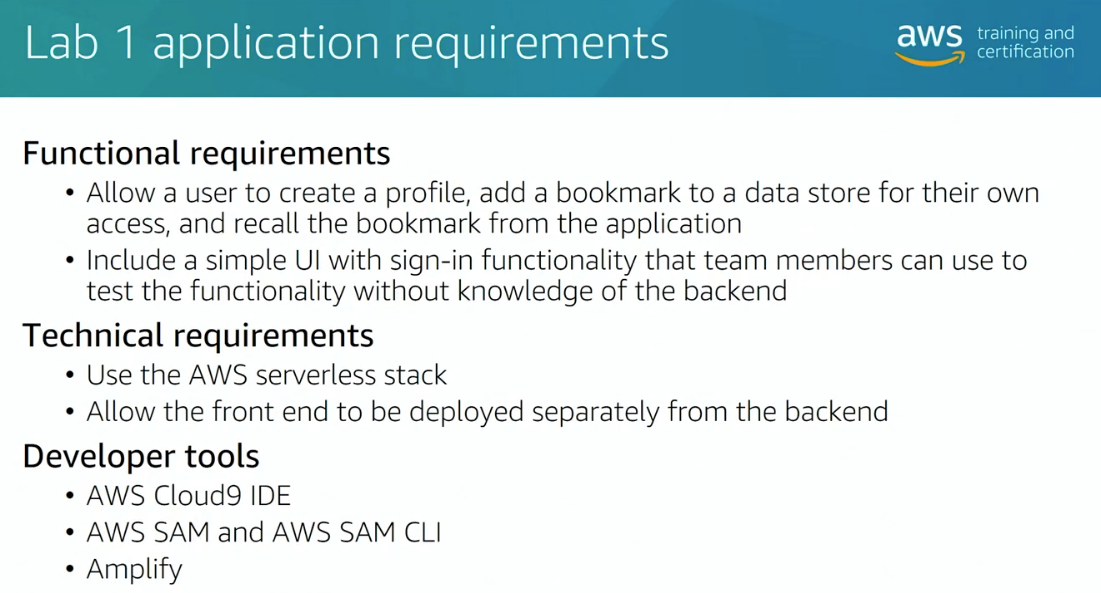 Lab 1 application requirements
aws training and
certification
Functional requirements
• Allow a user to create a profile, add a bookmark to a data store for their own
access, and recall the bookmark from the application
• Include a simple UI with sign-in functionality that team members can use to
test the functionality without knowledge of the backend
Technical requirements
• Use the AWS serverless stack
• Allow the front end to be deployed separately from the backend
Developer tools
• AWS Cloud9 IDE
• AWS SAM and AWS SAM CLI
• Amplify